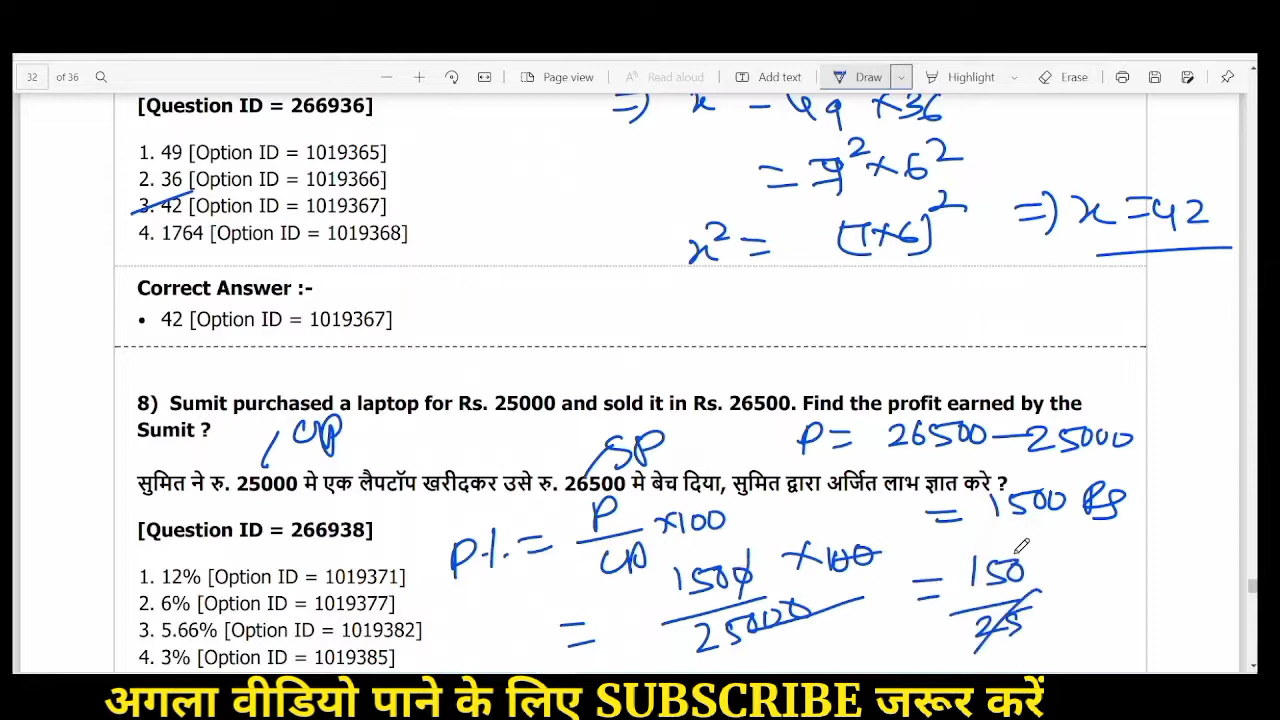 32 of 36 Page view Read aloud Add text Draw Highlight Erase
[Question ID = 266936]
⇒ x = 49 × 36
1. 49 [Option ID = 1019365]
= 7² × 6²
2. 36 [Option ID = 1019366]
3. 42 [Option ID = 1019367]
4. 1764 [Option ID = 1019368]
x² = (7×6)² ⇒ x = 42
Correct Answer :-
• 42 [Option ID = 1019367]
8) Sumit purchased a laptop for Rs. 25000 and sold it in Rs. 26500. Find the profit earned by the
Sumit ?
CP SP P = 26500 – 25000
सुमित ने रु. 25000 मे एक लैपटॉप खरीदकर उसे रु. 26500 मे बेच दिया, सुमित द्वारा अर्जित लाभ ज्ञात करे ?
= 1500 Rs
[Question ID = 266938]
P%. = P/CP ×100
1. 12% [Option ID = 1019371]
2. 6% [Option ID = 1019377]
= 1500/25000 × 100 = 150/25
3. 5.66% [Option ID = 1019382]
4. 3% [Option ID = 1019385]
अगला वीडियो पाने के लिए SUBSCRIBE जरूर करें